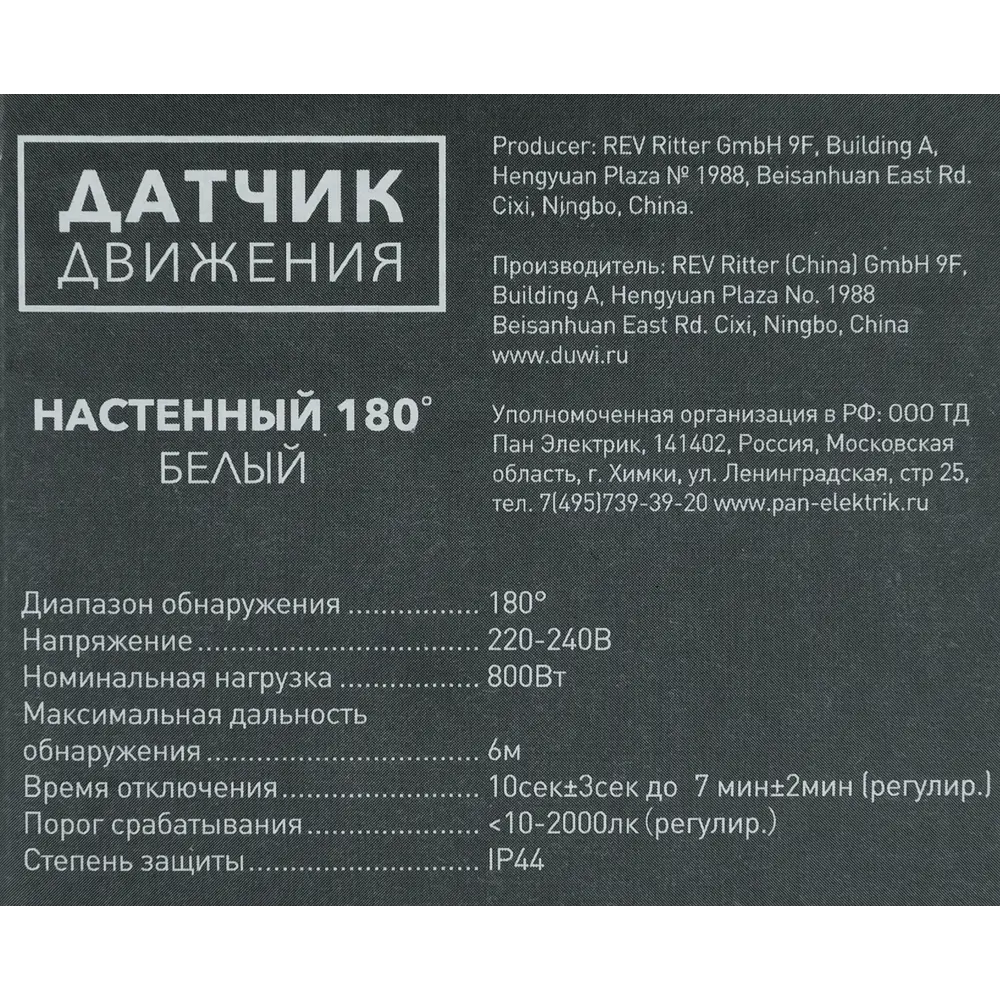 ДАТЧИК
ДВИЖЕНИЯ
НАСТЕННЫЙ 180°
БЕЛЫЙ
Producer: REV Ritter GmbH 9F, Building A,
Hengyuan Plaza № 1988, Beisanhuan East Rd.
Cixi, Ningbo, China.
Производитель: REV Ritter (China) GmbH 9F,
Building A, Hengyuan Plaza No. 1988
Beisanhuan East Rd. Cixi, Ningbo, China
www.duwi.ru
Уполномоченная организация в РФ: ООО ТД
Пан Электрик, 141402, Россия, Московская
область, г. Химки, ул. Ленинградская, стр 25,
тел. 7(495)739-39-20 www.pan-elektrik.ru
Диапазон обнаружения ................ 180°
Напряжение ................ 220-240В
Номинальная нагрузка ................ 800Вт
Максимальная дальность
обнаружения ................ 6м
Время отключения ................ 10сек±3сек до 7 мин±2мин (регулир.)
Порог срабатывания ................ <10-2000лк (регулир.)
Степень защиты ................ IP44